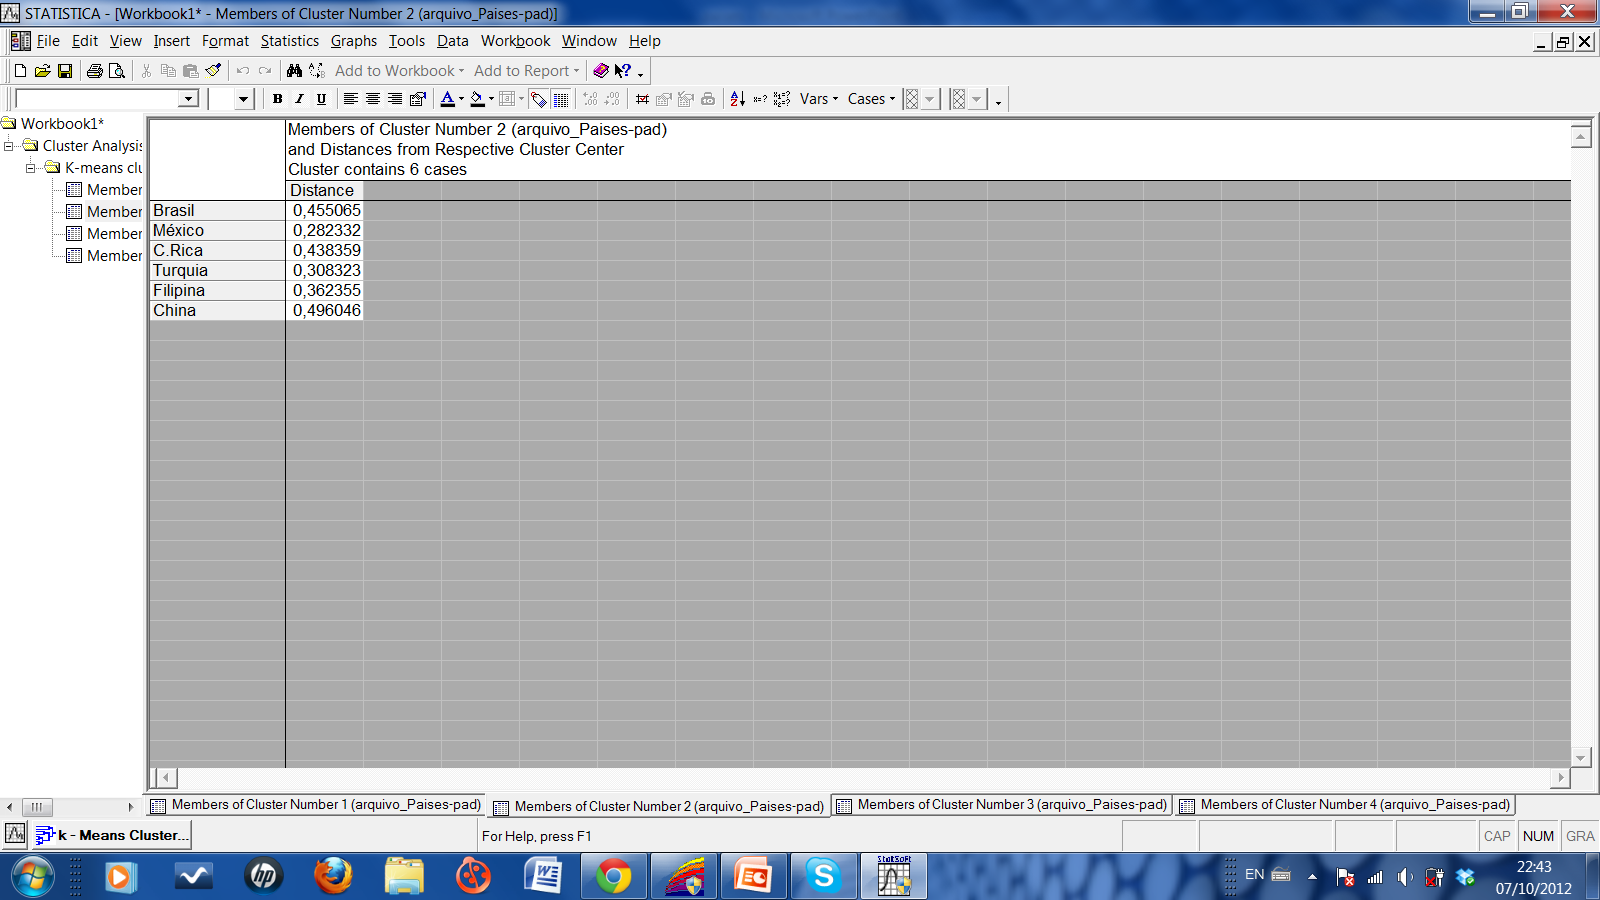 STATISTICA - [Workbook1* - Members of Cluster Number 2 (arquivo_Paises-pad)]
File Edit View Insert Format Statistics Graphs Tools Data Workbook Window Help
Add to Workbook Add to Report
B I U A Vars Cases
Workbook1*
Cluster Analysis
K-means clu
Member
Member
Member
Member
Members of Cluster Number 2 (arquivo_Paises-pad)
and Distances from Respective Cluster Center
Cluster contains 6 cases
Distance
Brasil 0,455065
México 0,282332
C.Rica 0,438359
Turquia 0,308323
Filipina 0,362355
China 0,496046
Members of Cluster Number 1 (arquivo_Paises-pad) Members of Cluster Number 2 (arquivo_Paises-pad) Members of Cluster Number 3 (arquivo_Paises-pad) Members of Cluster Number 4 (arquivo_Paises-pad)
k - Means Cluster...
For Help, press F1
CAP NUM GRA
hp
StatSoft
EN
22:43
07/10/2012